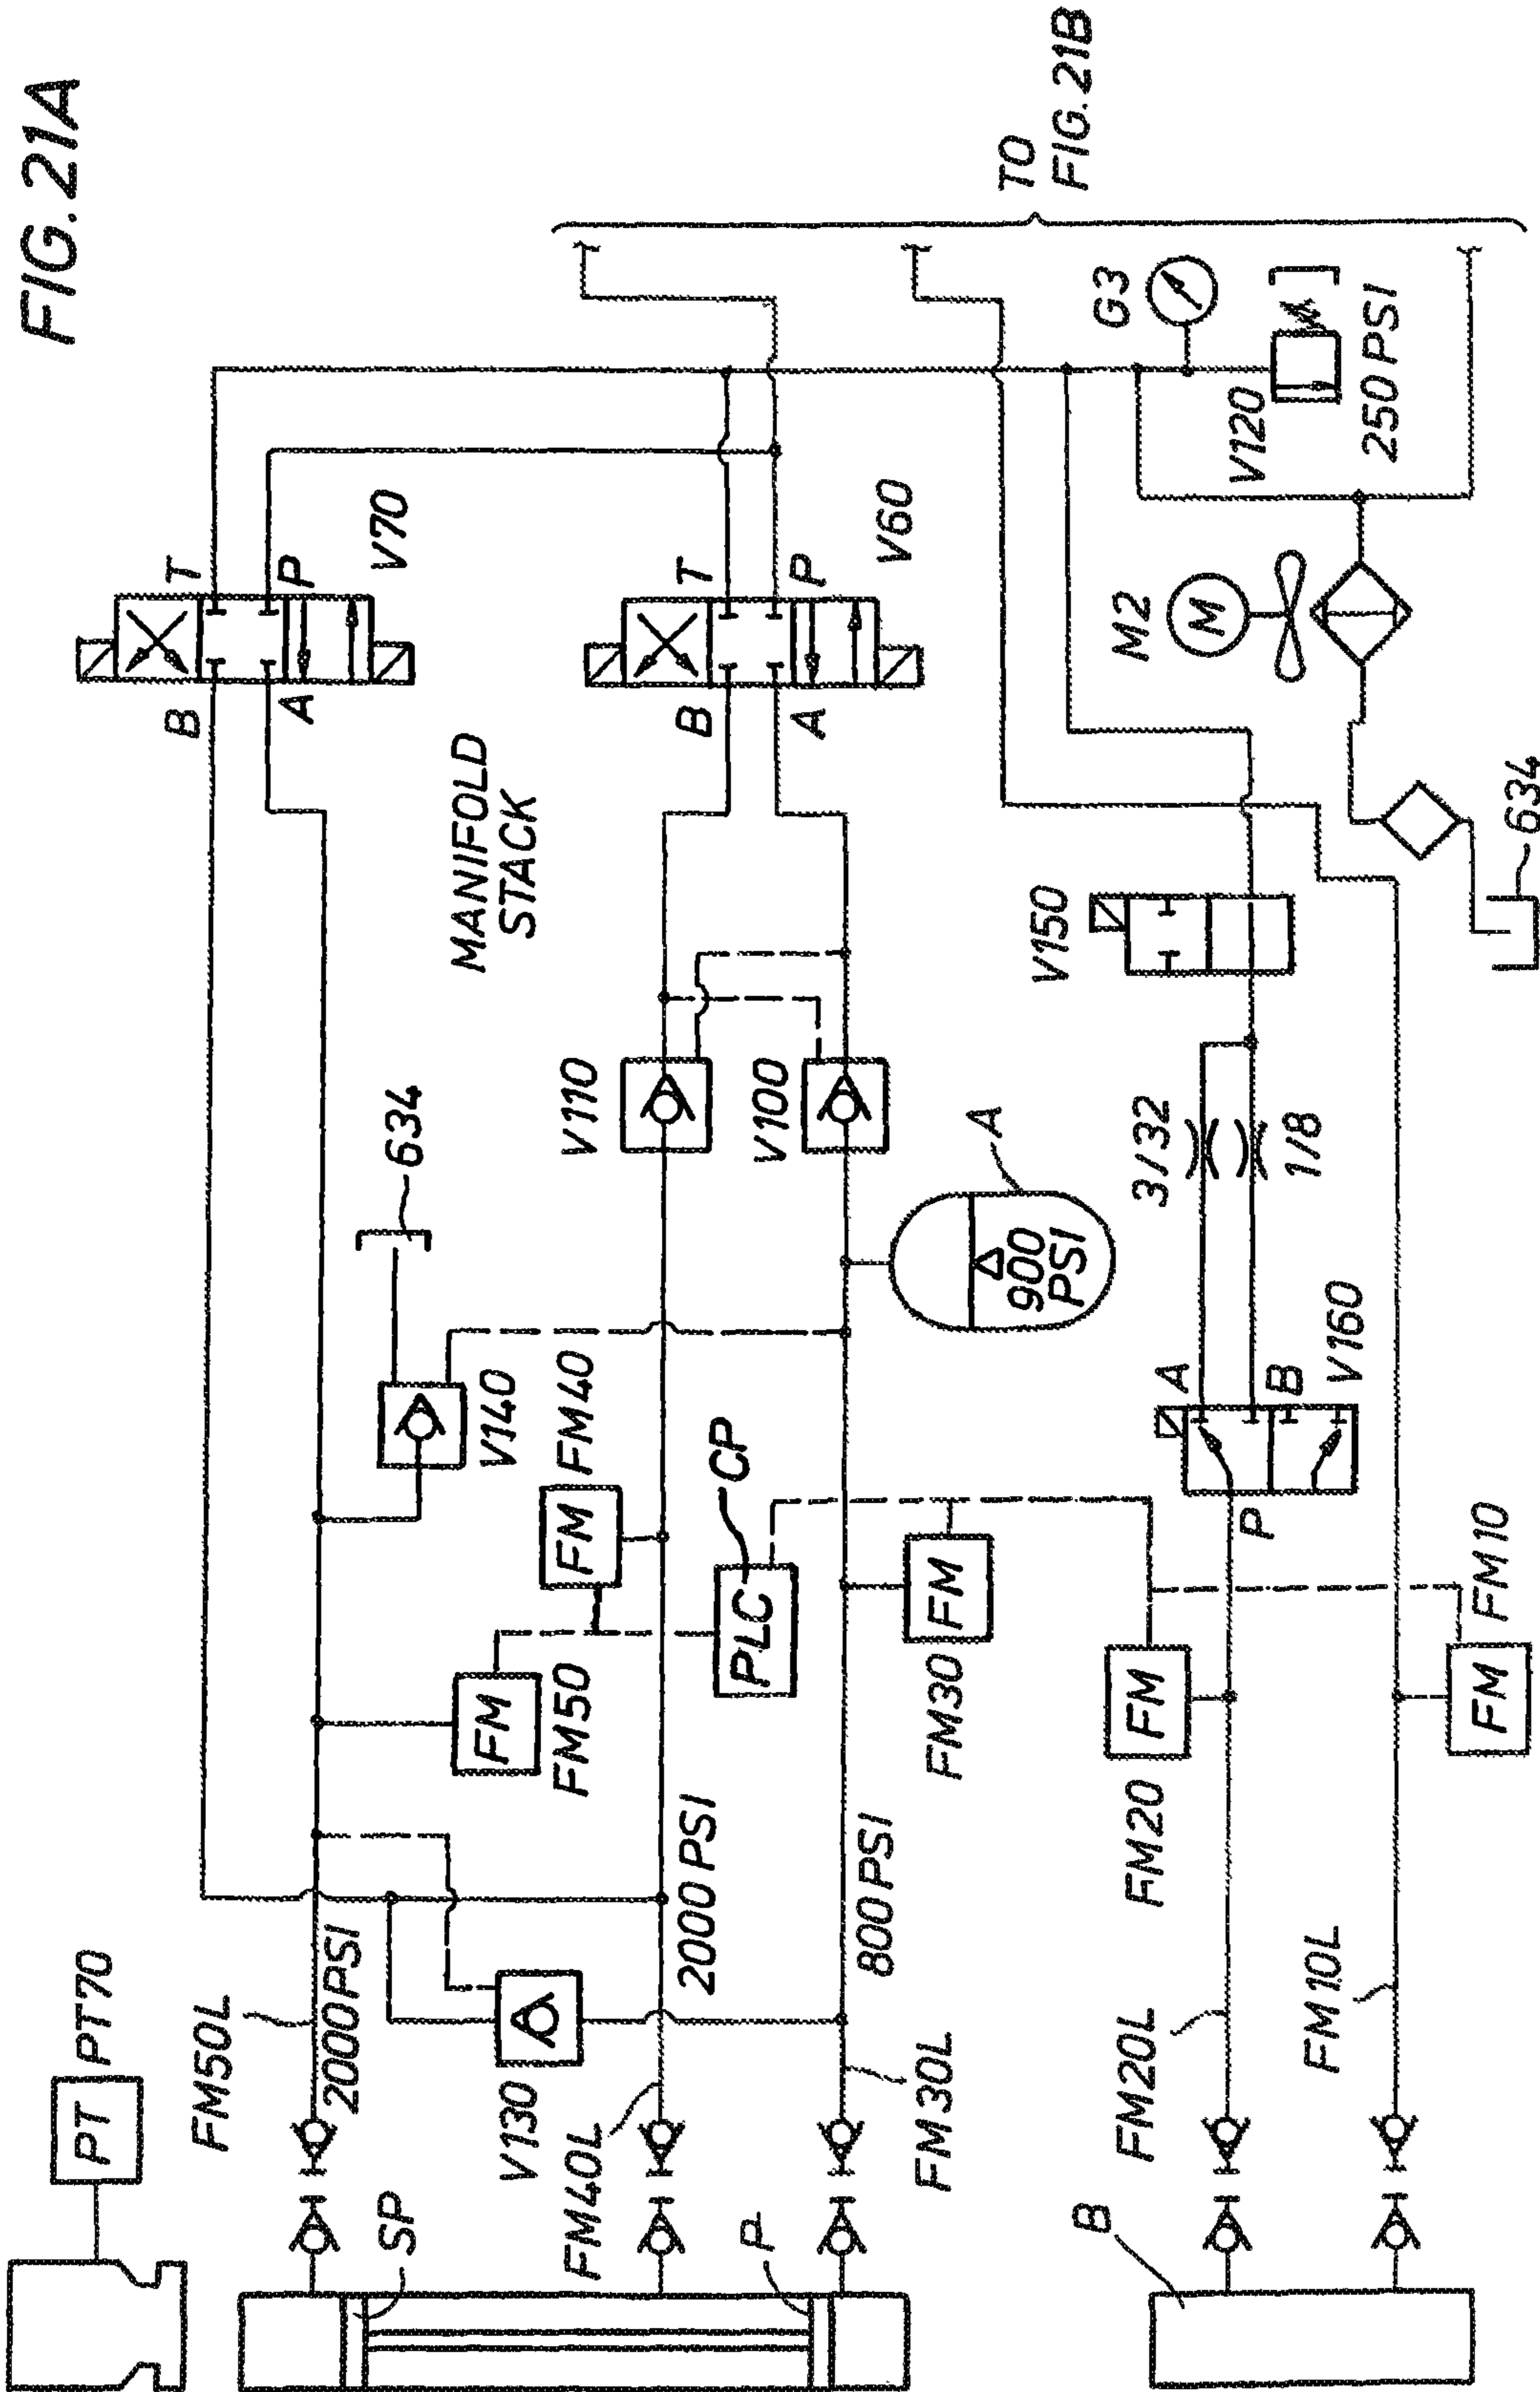 FIG. 21A
PT
PT70
SP
P
B
FM50L
2000 PSI
V130
FM40L
2000 PSI
FM30L
800 PSI
FM20L
FM10L
FM
FM50
FM
FM40
PLC
CP
FM
FM30
FM
FM20
FM
FM10
V140
634
V110
V100
A
900
PSI
MANIFOLD
STACK
B
T
A
P
V70
B
T
A
P
V60
P
A
B
V160
3/32
1/8
V150
M2
M
G3
V120
250 PSI
634
TO
FIG. 21B